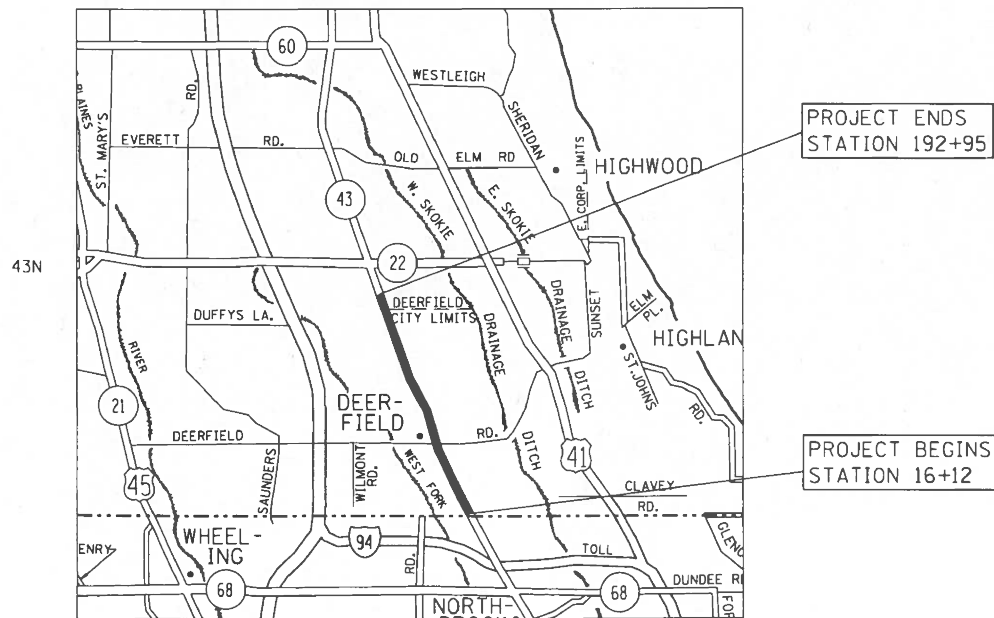 60
WESTLEIGH
PLAINES
ST. MARY'S
RD.
EVERETT RD.
OLD ELM RD
SHERIDAN
HIGHWOOD
E. CORP. LIMITS
PROJECT ENDS
STATION 192+95
43
W. SKOKIE
E. SKOKIE
43N
22
DEERFIELD
CITY LIMITS
DUFFYS LA.
DRAINAGE
DRAINAGE
SUNSET
ELM
PL.
HIGHLAN
RIVER
DITCH
ST.JOHNS
RD.
21
DEER-
FIELD
DEERFIELD
RD.
SAUNDERS
WILMONT
RD.
WEST FORK
DITCH
41
PROJECT BEGINS
STATION 16+12
45
CLAVEY
RD.
WHEEL-
ING
94
RD.
TOLL
GLENC
ENRY
DUNDEE R
68
68
NORTH-
FOR